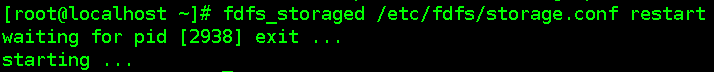 [root@localhost ~]# fdfs_storaged /etc/fdfs/storage.conf restart
waiting for pid [2938] exit ...
starting ...